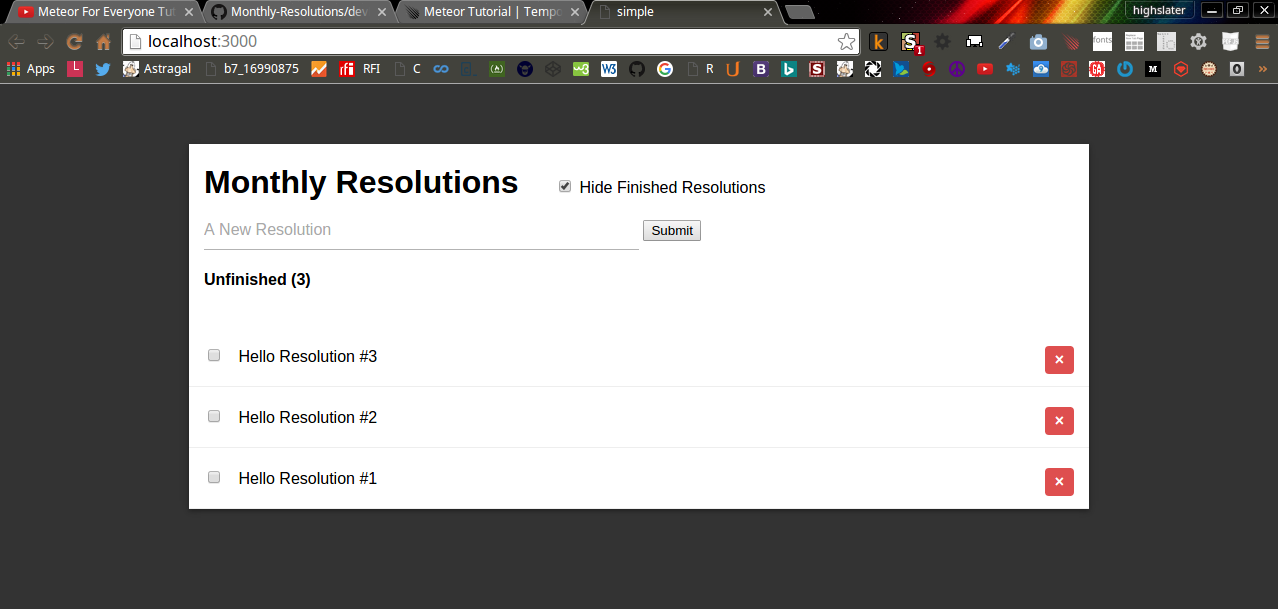 Meteor For Everyone Tut
Monthly-Resolutions/dev
Meteor Tutorial | Tempo
simple
highslater
localhost:3000
fonts
1
Apps
Astragal
b7_16990875
RFI
C
R
Monthly Resolutions
Hide Finished Resolutions
A New Resolution
Submit
Unfinished (3)
Hello Resolution #3
Hello Resolution #2
Hello Resolution #1